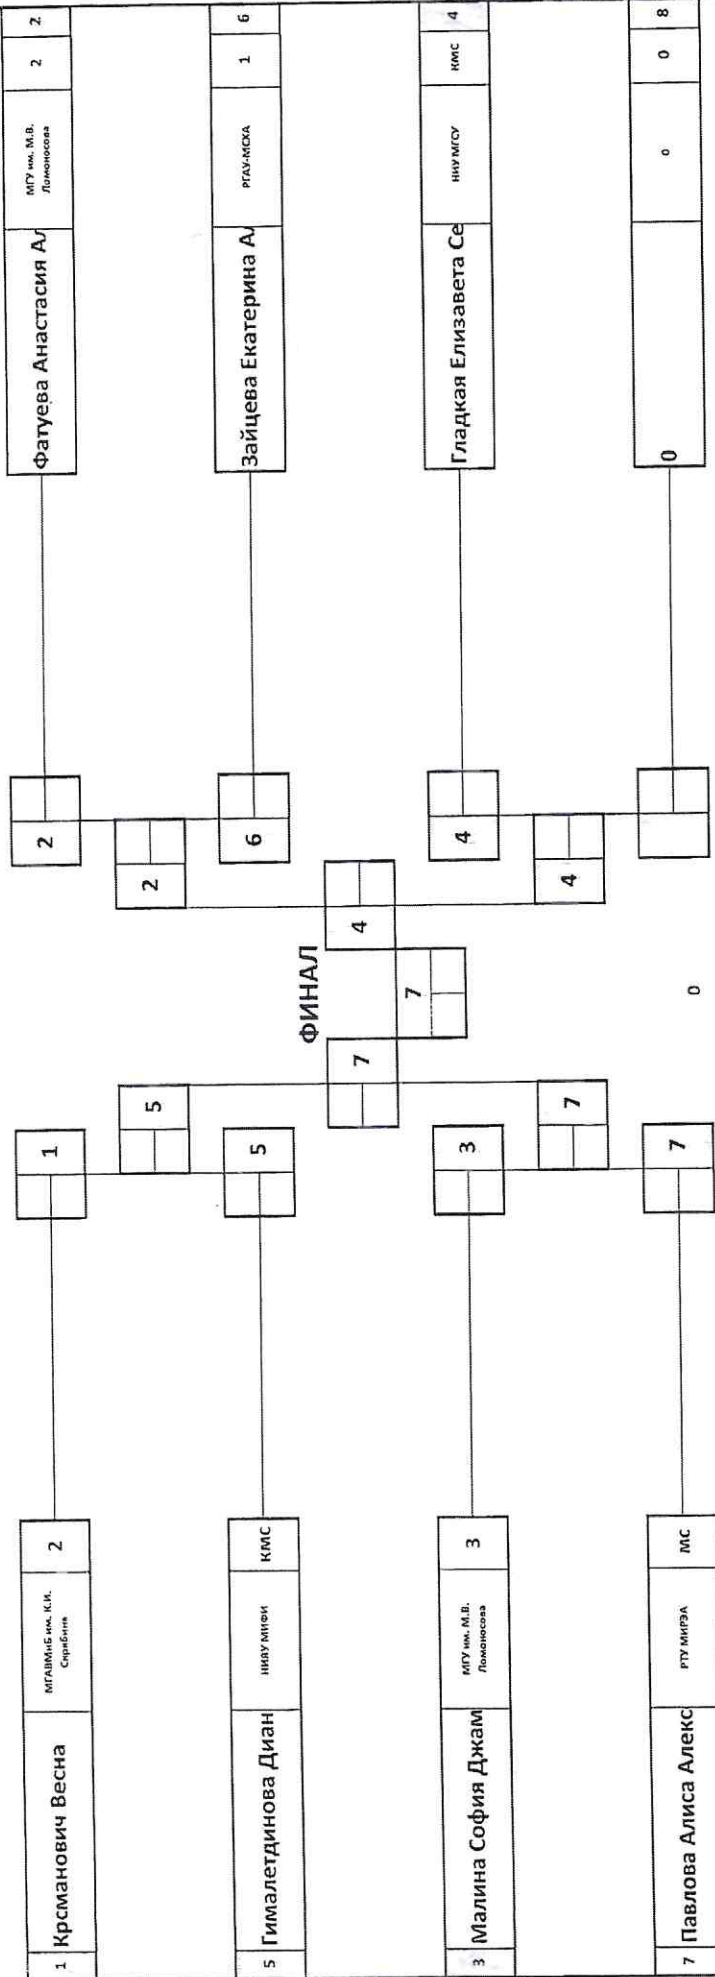 1 Крсманович Весна МГАВМиБ им. К.И. Скрябина 2
5 Гималетдинова Диан НИЯУ МИФИ КМС
3 Малина София Джам МГУ им. М.В. Ломоносова 3
7 Павлова Алиса Алекс РТУ МИРЭА МС
1
5
5
3
7
7
ФИНАЛ
7
7
4
0
2
2
6
4
4
Фатуева Анастасия Ал МГУ им. М.В. Ломоносова 2 2
Зайцева Екатерина Ал РГАУ-МСХА 1 6
Гладкая Елизавета Се НИУ МГСУ КМС 4
0 0 0 8